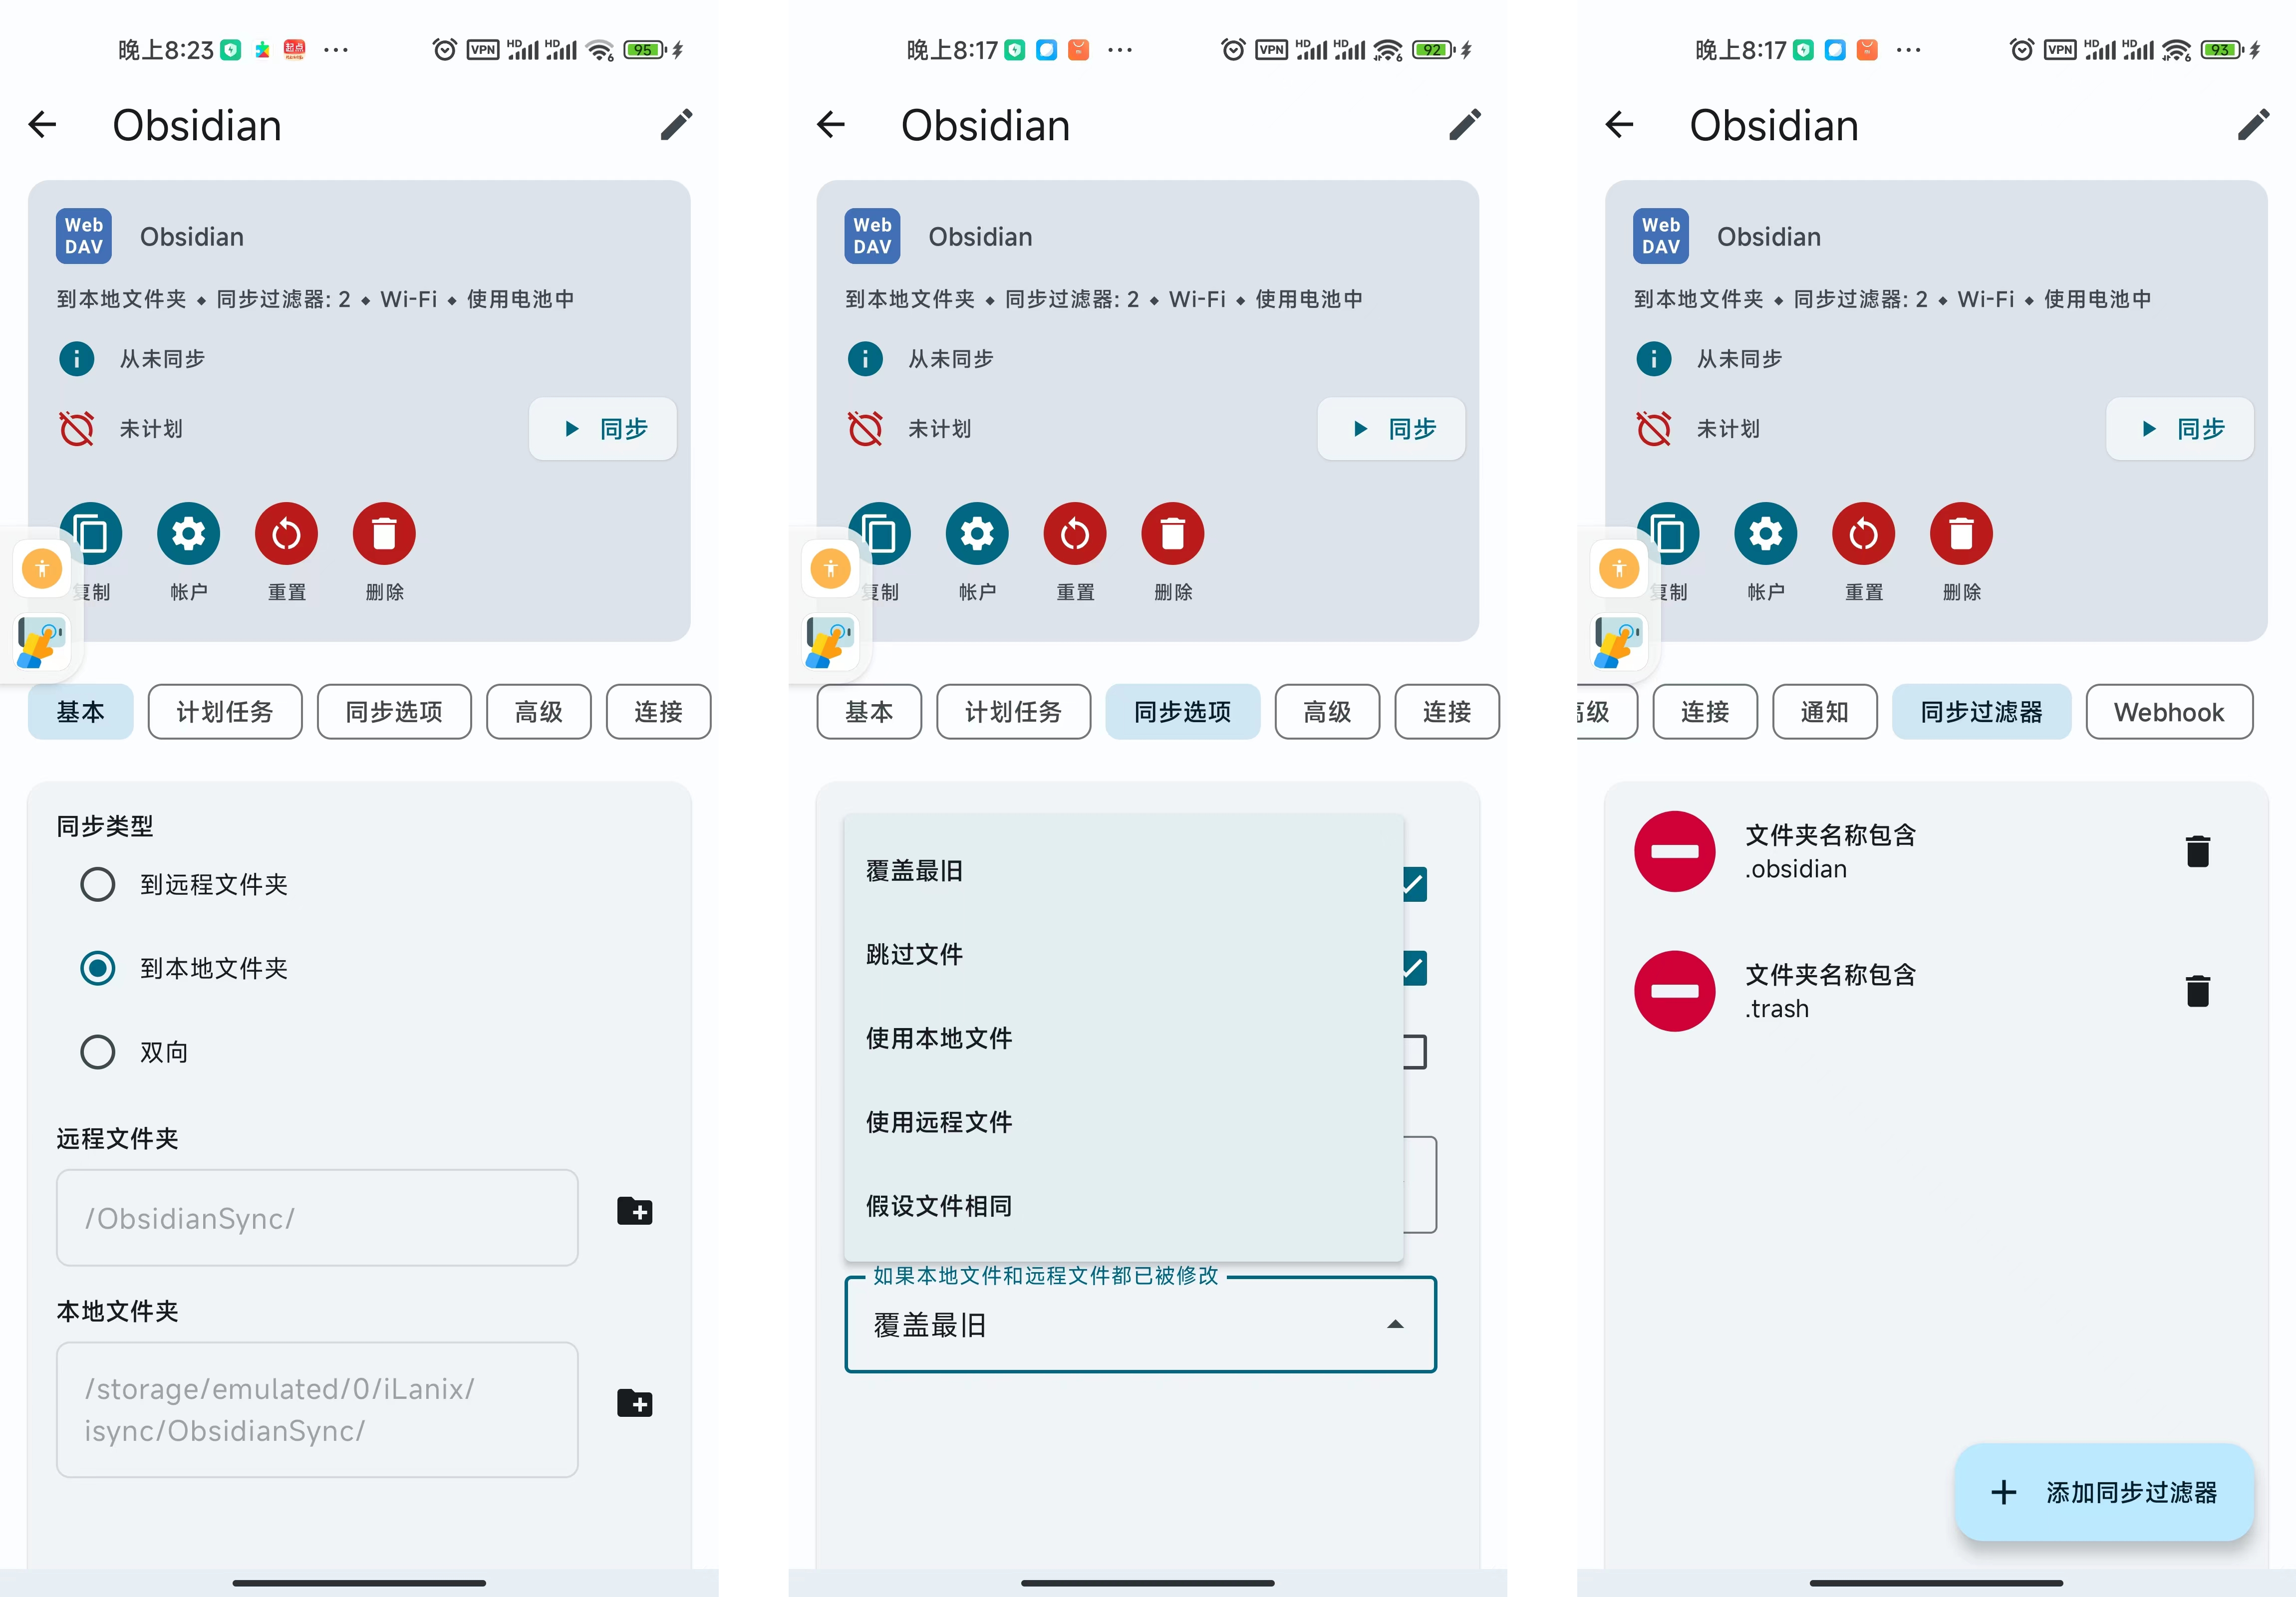 晚上8:23
VPN HD HD 6 95
Obsidian
Web DAV
Obsidian
到本地文件夹 ⬥ 同步过滤器: 2 ⬥ Wi-Fi ⬥ 使用电池中
从未同步
未计划
同步
复制
帐户
重置
删除
基本
计划任务
同步选项
高级
连接
同步类型
到远程文件夹
到本地文件夹
双向
远程文件夹
/ObsidianSync/
本地文件夹
/storage/emulated/0/iLanix/
isync/ObsidianSync/
晚上8:17
VPN HD HD 6 92
Obsidian
Web DAV
Obsidian
到本地文件夹 ⬥ 同步过滤器: 2 ⬥ Wi-Fi ⬥ 使用电池中
从未同步
未计划
同步
复制
帐户
重置
删除
基本
计划任务
同步选项
高级
连接
覆盖最旧
跳过文件
使用本地文件
使用远程文件
假设文件相同
如果本地文件和远程文件都已被修改
覆盖最旧
晚上8:17
VPN HD HD 6 93
Obsidian
Web DAV
Obsidian
到本地文件夹 ⬥ 同步过滤器: 2 ⬥ Wi-Fi ⬥ 使用电池中
从未同步
未计划
同步
复制
帐户
重置
删除
高级
连接
通知
同步过滤器
Webhook
文件夹名称包含
.obsidian
文件夹名称包含
.trash
添加同步过滤器